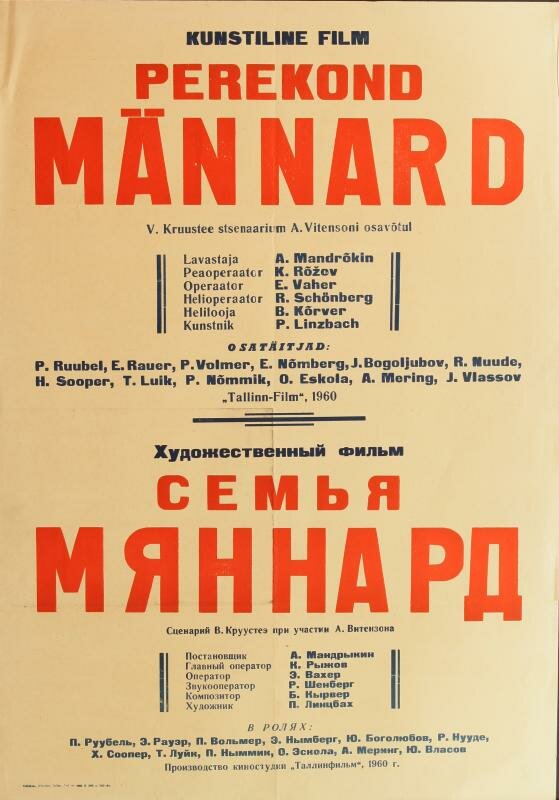 KUNSTILINE FILM
PEREKOND
MÄNNARD
V. Kruustee stsenaarium A. Vitensoni osavõtul
Lavastaja A. Mandrõkin
Peaoperaator K. Rõžov
Operaator E. Vaher
Helioperaator R. Schönberg
Helilooja B. Kõrver
Kunstnik P. Linzbach
OSATÄITJAD:
P. Ruubel, E. Rauer, P. Volmer, E. Nõmberg, J. Bogoljubov, R. Nuude,
H. Sooper, T. Luik, P. Nõmmik, O. Eskola, A. Mering, J. Vlassov
„Tallinn-Film“, 1960
Художественный фильм
СЕМЬЯ
МЯННАРД
Сценарий В. Круустеэ при участии А. Витензона
Постановщик А. Мандрыкин
Главный оператор К. Рыжов
Оператор Э. Вахер
Звукооператор Р. Шенберг
Композитор Б. Кырвер
Художник П. Линцбах
В РОЛЯХ:
П. Руубель, Э. Рауэр, П. Вольмер, Э. Нымберг, Ю. Боголюбов, Р. Нууде,
Х. Соопер, Т. Луйк, П. Ныммик, О. Эскола, А. Меринг, Ю. Власов
Производство киностудии „Таллинфильм“, 1960 г.